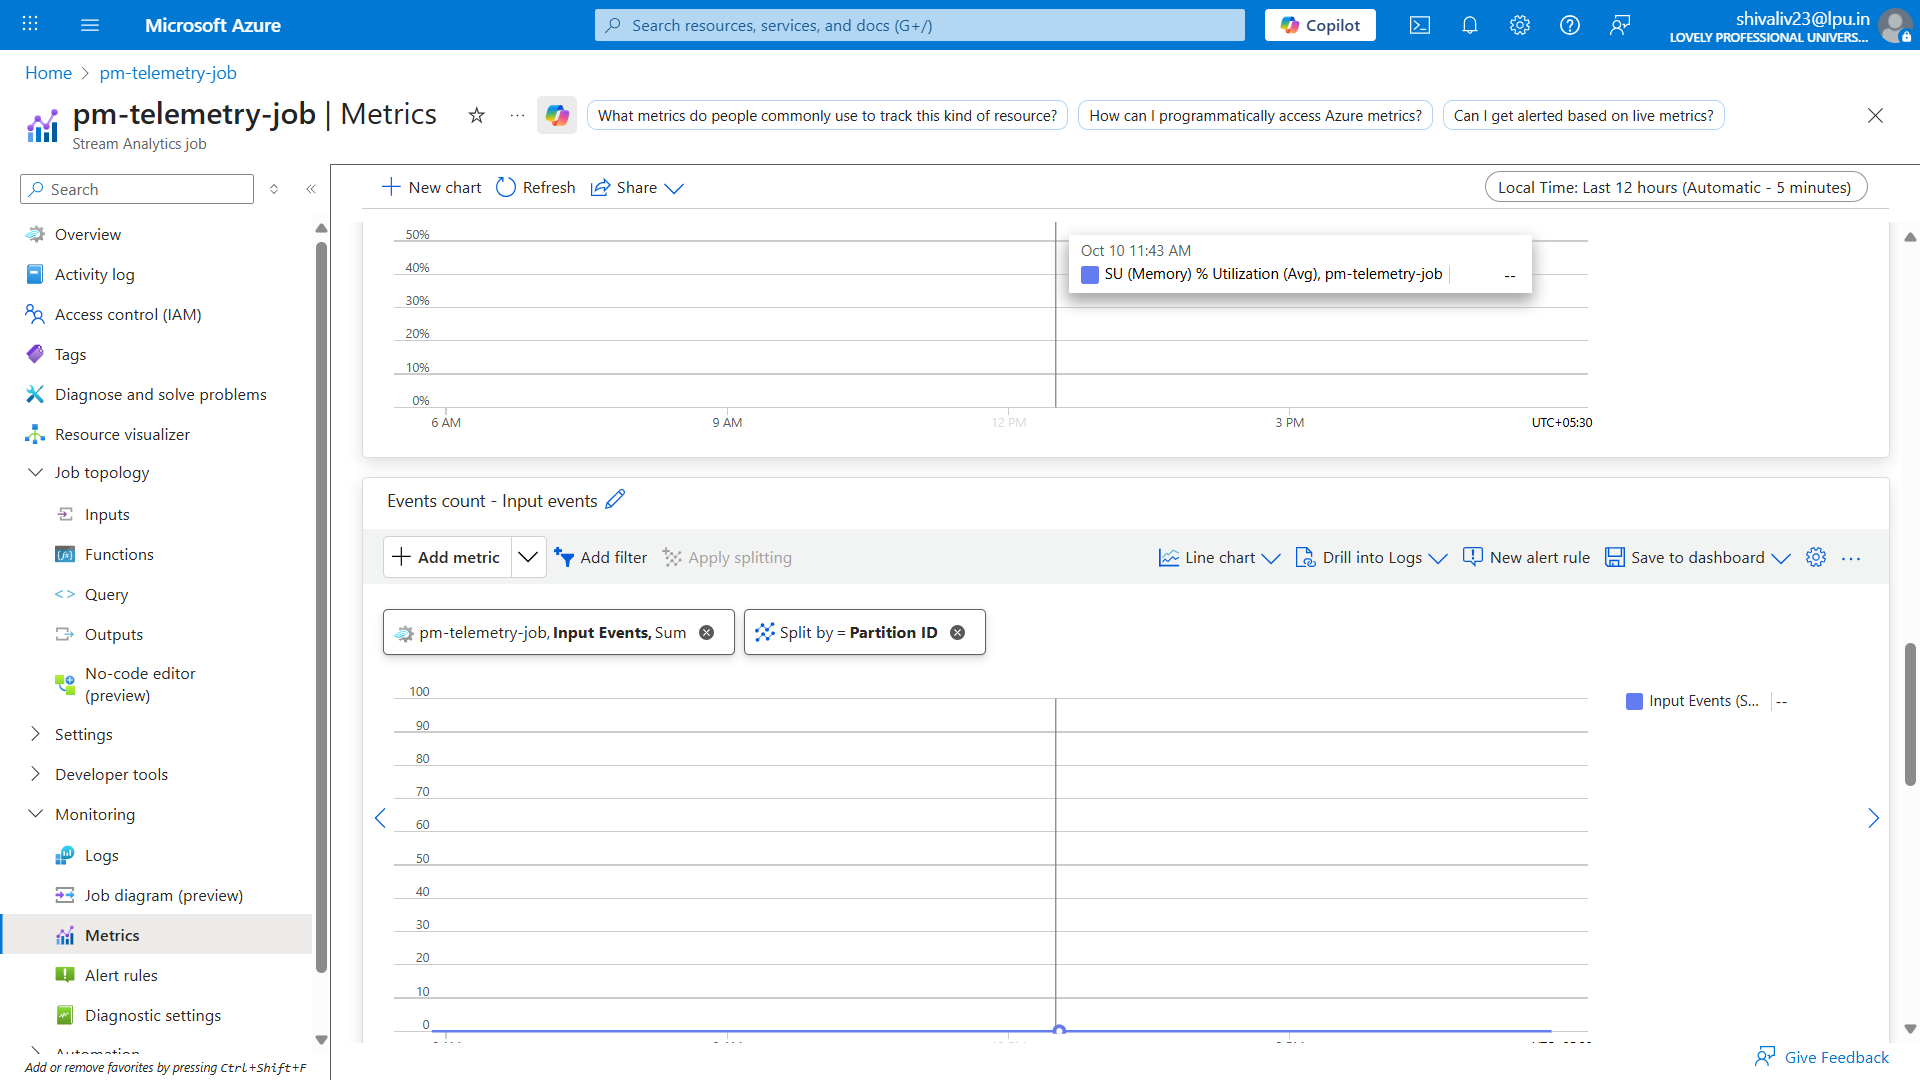 Microsoft Azure
Search resources, services, and docs (G+/)
Copilot
shivaliv23@lpu.in
LOVELY PROFESSIONAL UNIVERS...
Home
pm-telemetry-job
pm-telemetry-job | Metrics
Stream Analytics job
What metrics do people commonly use to track this kind of resource?
How can I programmatically access Azure metrics?
Can I get alerted based on live metrics?
Search
Overview
Activity log
Access control (IAM)
Tags
Diagnose and solve problems
Resource visualizer
Job topology
Inputs
Functions
Query
Outputs
No-code editor
(preview)
Settings
Developer tools
Monitoring
Logs
Job diagram (preview)
Metrics
Alert rules
Diagnostic settings
Automation
Add or remove favorites by pressing Ctrl+Shift+F
New chart
Refresh
Share
Local Time: Last 12 hours (Automatic - 5 minutes)
50%
40%
30%
20%
10%
0%
6 AM
9 AM
12 PM
3 PM
UTC+05:30
Oct 10 11:43 AM
SU (Memory) % Utilization (Avg), pm-telemetry-job
--
Events count - Input events
Add metric
Add filter
Apply splitting
Line chart
Drill into Logs
New alert rule
Save to dashboard
pm-telemetry-job, Input Events, Sum
Split by = Partition ID
100
90
80
70
60
50
40
30
20
10
0
Input Events (S...
--
Give Feedback